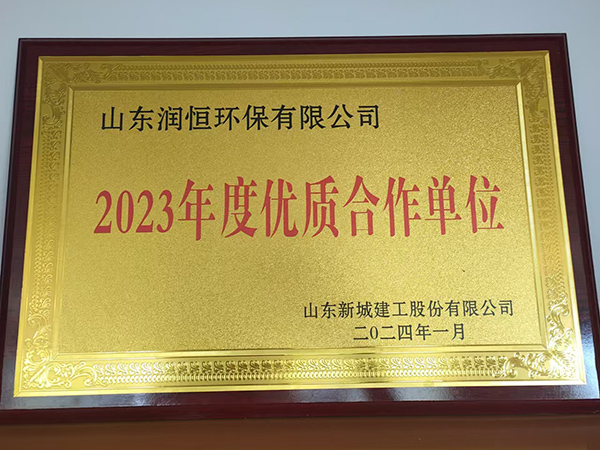 山东润恒环保有限公司
2023年度优质合作单位
山东新城建工股份有限公司
二〇二四年一月